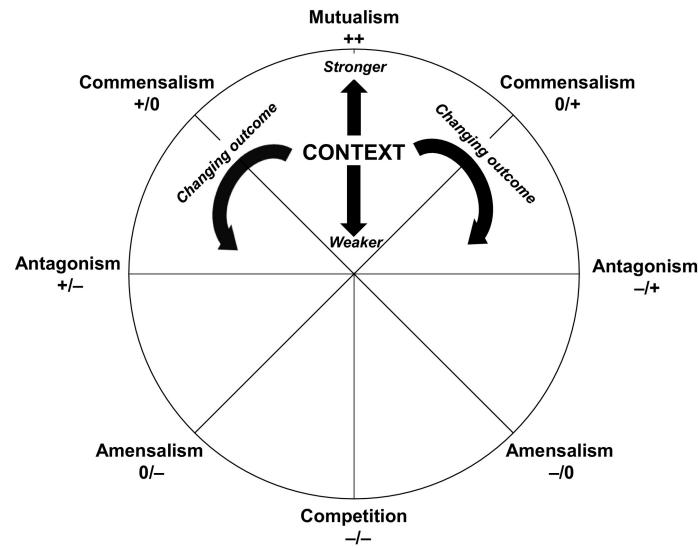 Mutualism
++
Stronger
Commensalism
+/0
Commensalism
0/+
Changing outcome
CONTEXT
Changing outcome
Weaker
Antagonism
+/–
Antagonism
–/+
Amensalism
0/–
Amensalism
–/0
Competition
–/–